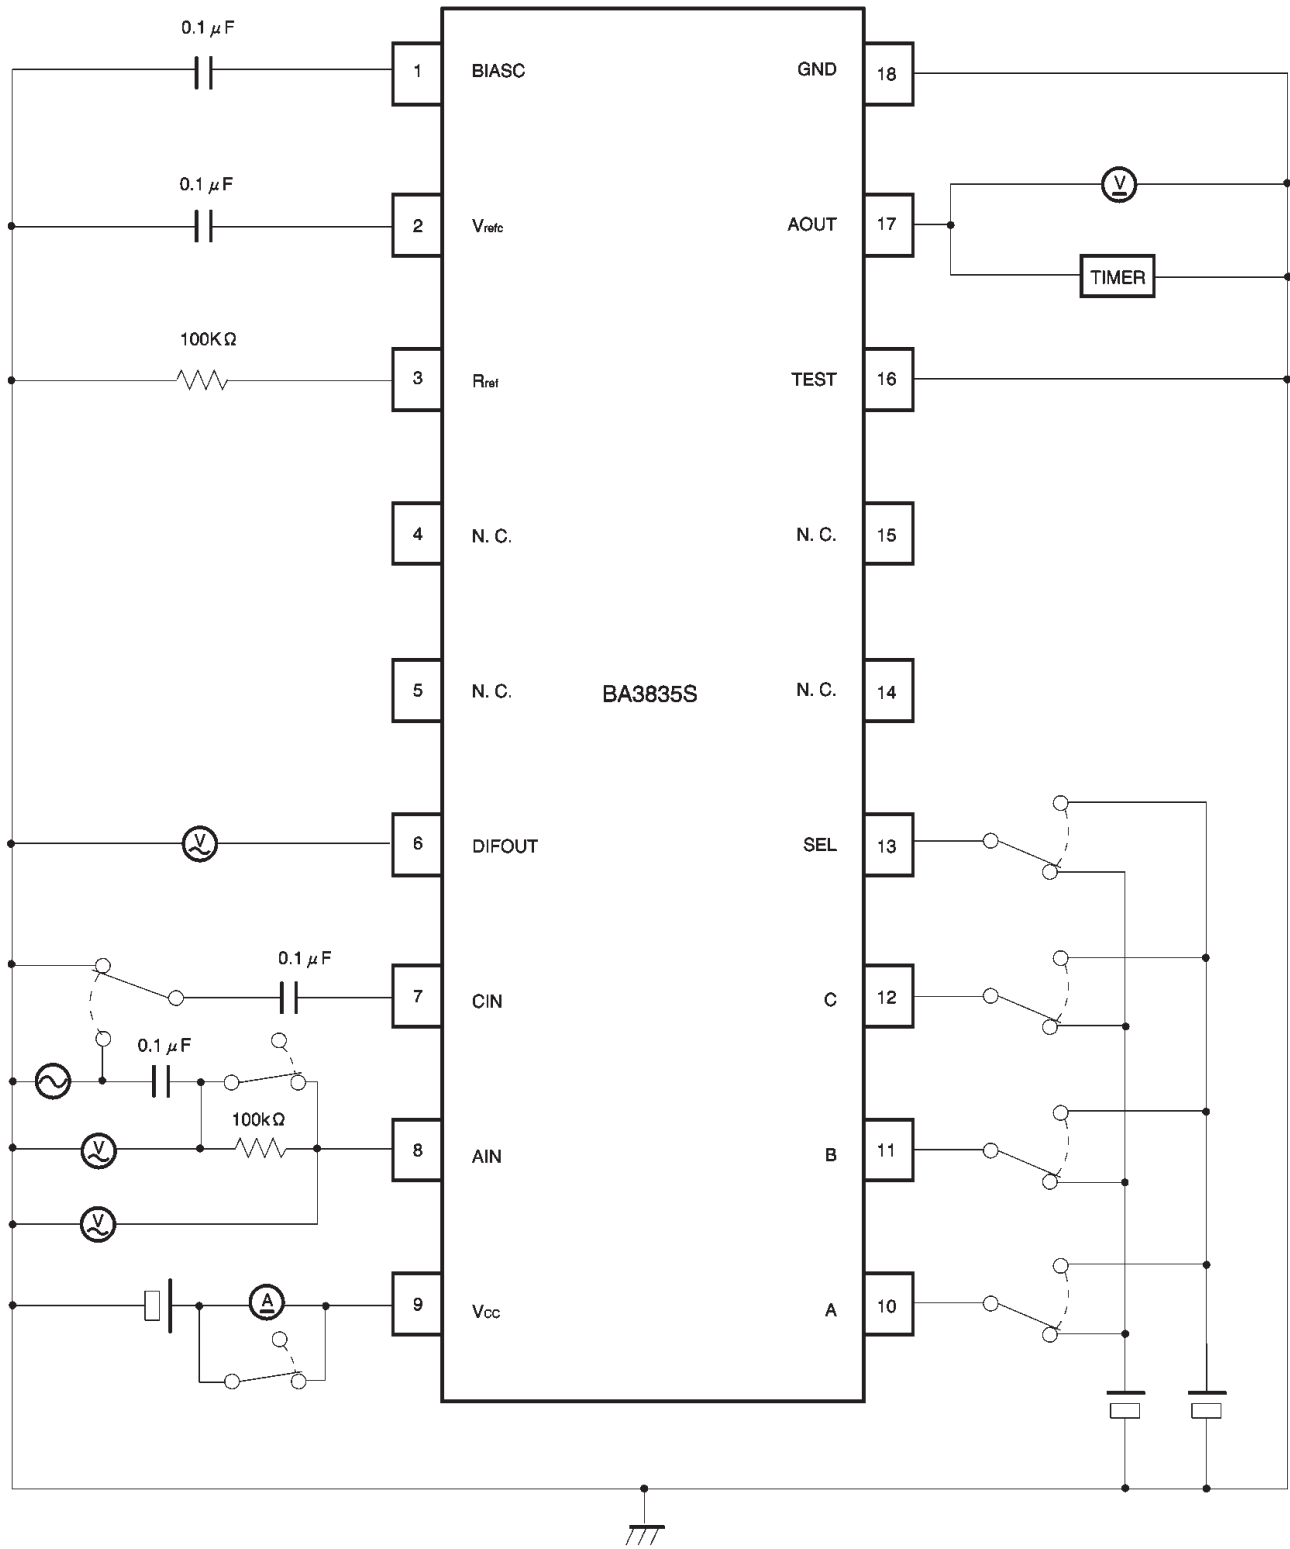 0.1 μF
1 BIASC GND 18
0.1 μF
V
2 Vrefc AOUT 17
TIMER
100KΩ
3 Rref TEST 16
4 N. C. N. C. 15
5 N. C. BA3835S N. C. 14
V
6 DIFOUT SEL 13
0.1 μF
7 CIN C 12
0.1 μF
100kΩ
V
8 AIN B 11
V
A
9 Vcc A 10